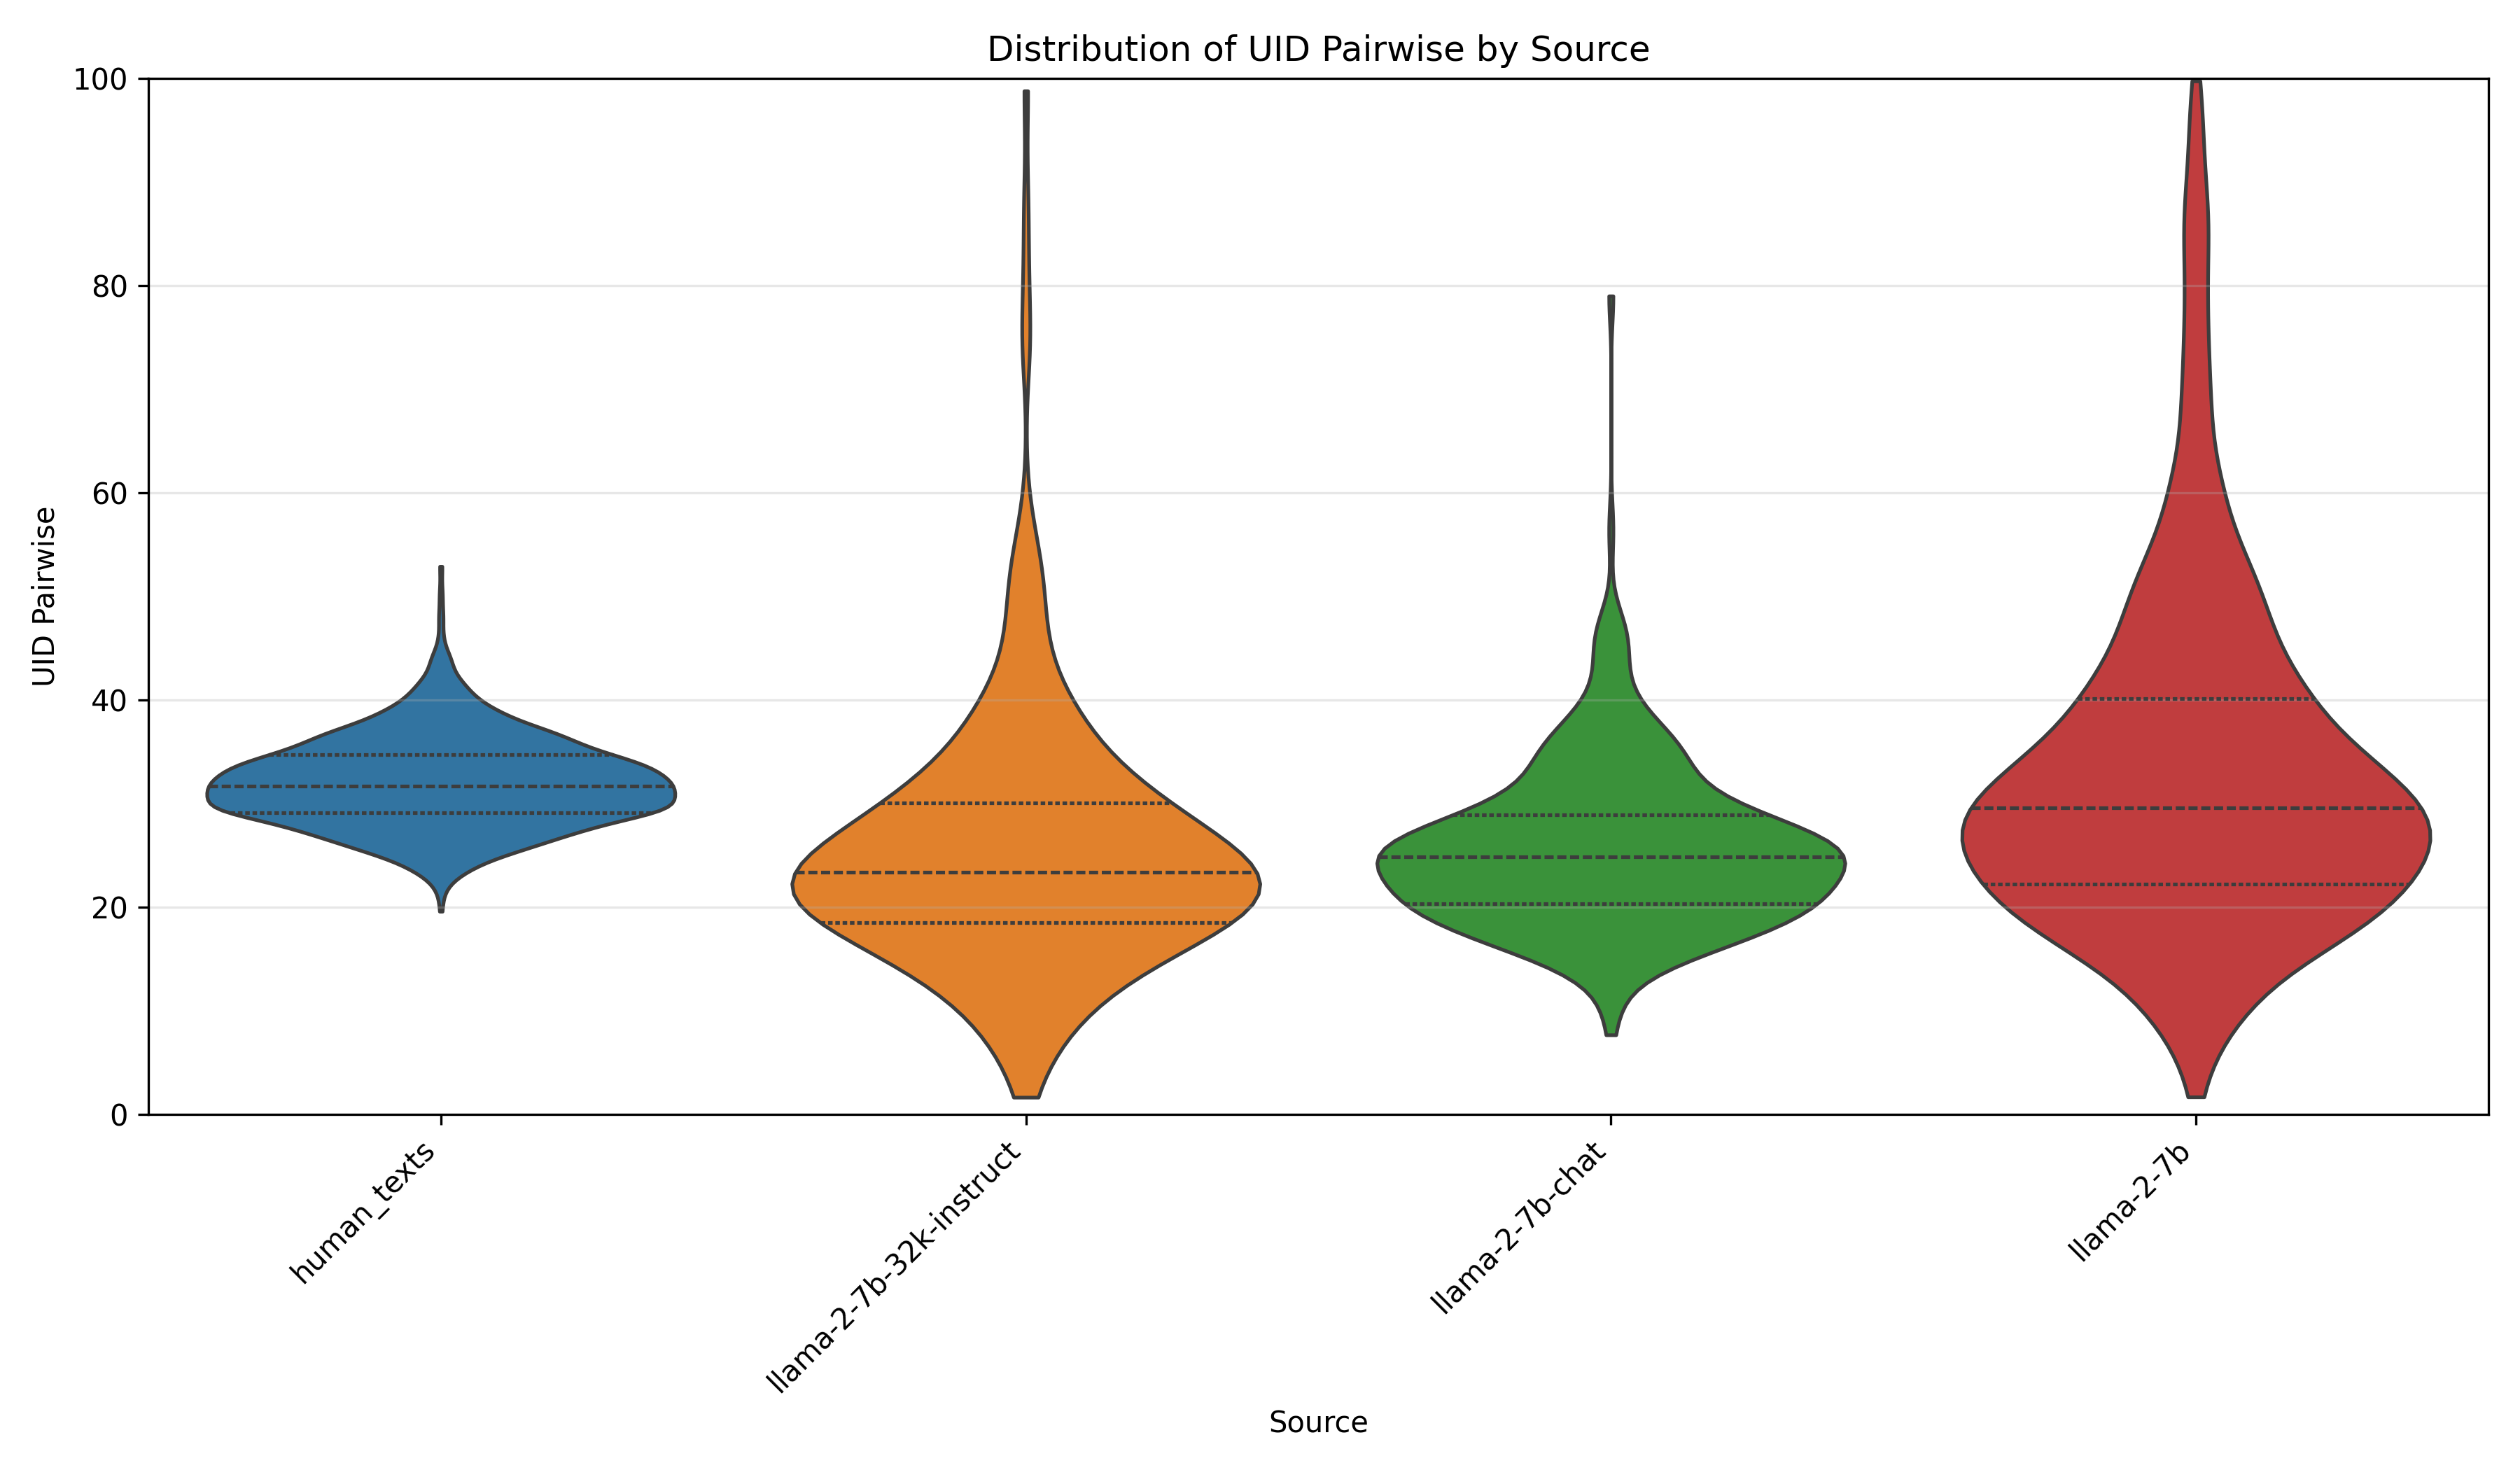 Distribution of UID Pairwise by Source
UID Pairwise
100
80
60
40
20
0
human_texts
llama-2-7b-32k-instruct
llama-2-7b-chat
llama-2-7b
Source